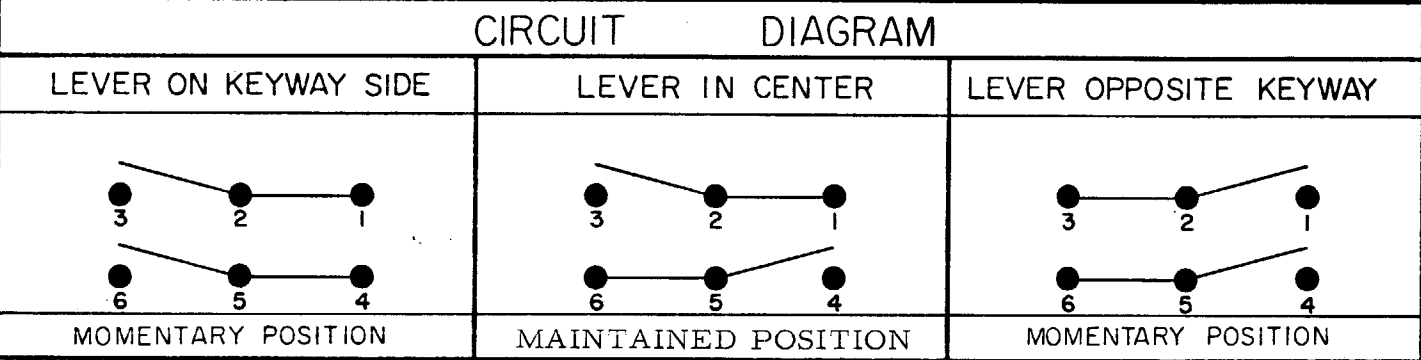 CIRCUIT DIAGRAM
LEVER ON KEYWAY SIDE
LEVER IN CENTER
LEVER OPPOSITE KEYWAY
3 2 1
3 2 1
3 2 1
6 5 4
6 5 4
6 5 4
MOMENTARY POSITION
MAINTAINED POSITION
MOMENTARY POSITION